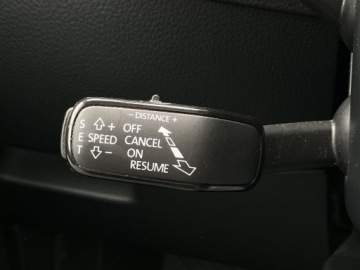 - DISTANCE +
S ⇧ + OFF
E SPEED CANCEL
T ⇩ - ON
RESUME